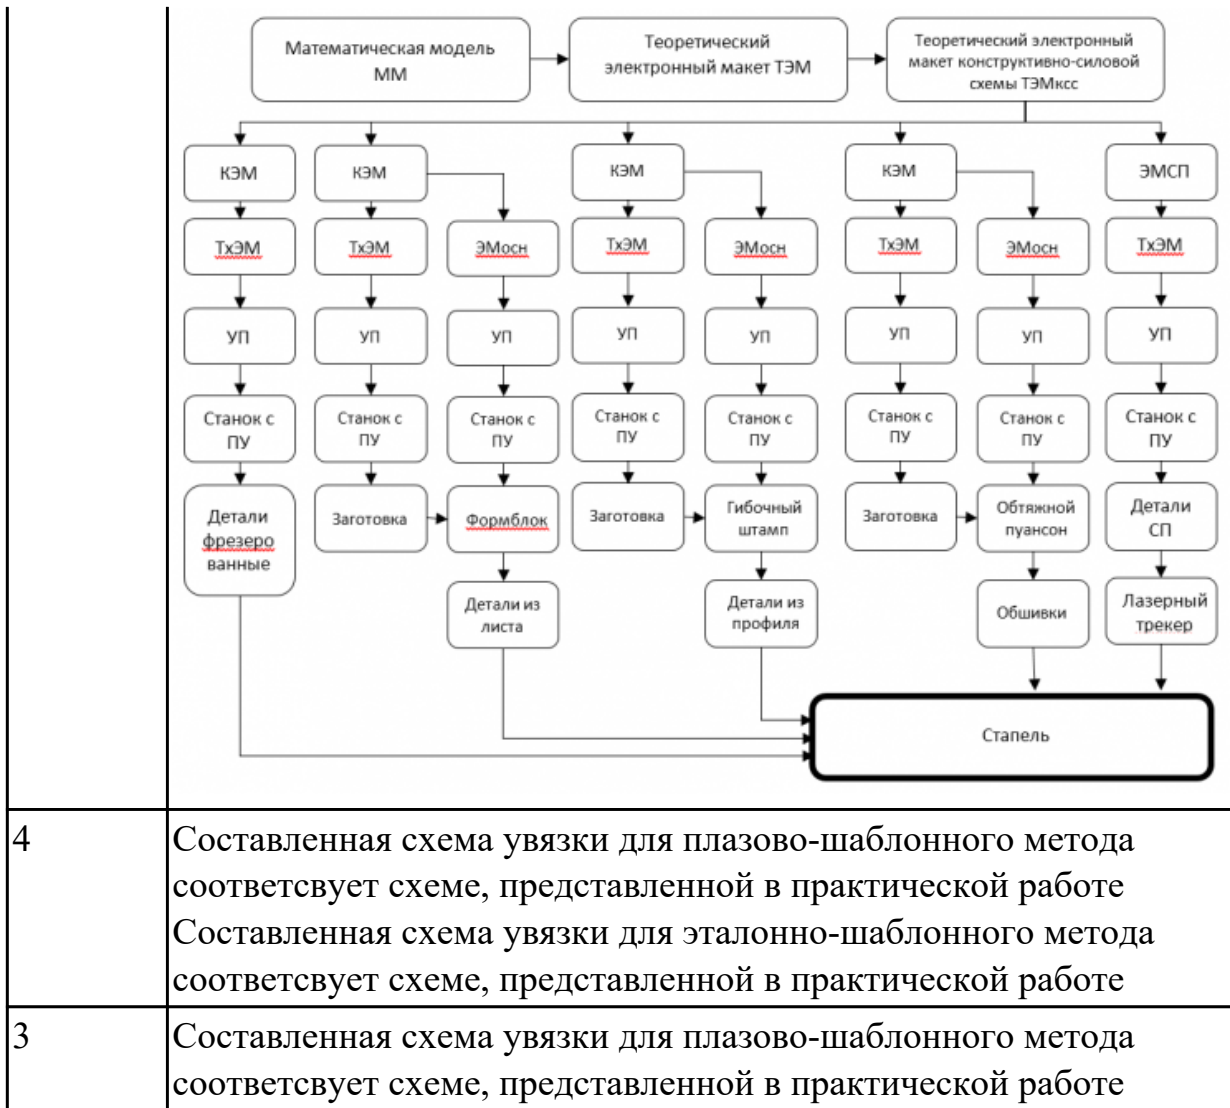 Математическая модель
ММ
Теоретический
электронный макет ТЭМ
Теоретический электронный
макет конструктивно-силовой
схемы ТЭМксс
КЭМ
КЭМ
КЭМ
КЭМ
ЭМСП
ТхЭМ
ТхЭМ
ЭМосн
ТхЭМ
ЭМосн
ТхЭМ
ЭМосн
ТхЭМ
УП
УП
УП
УП
УП
УП
УП
УП
Станок с
ПУ
Станок с
ПУ
Станок с
ПУ
Станок с
ПУ
Станок с
ПУ
Станок с
ПУ
Станок с
ПУ
Станок с
ПУ
Детали
фрезеро
ванные
Заготовка
Формблок
Заготовка
Гибочный
штамп
Заготовка
Обтяжной
пуансон
Детали
СП
Детали из
листа
Детали из
профиля
Обшивки
Лазерный
трекер
Стапель
4
Составленная схема увязки для плазово-шаблонного метода
соответсвует схеме, представленной в практической работе
Составленная схема увязки для эталонно-шаблонного метода
соответсвует схеме, представленной в практической работе
3
Составленная схема увязки для плазово-шаблонного метода
соответсвует схеме, представленной в практической работе